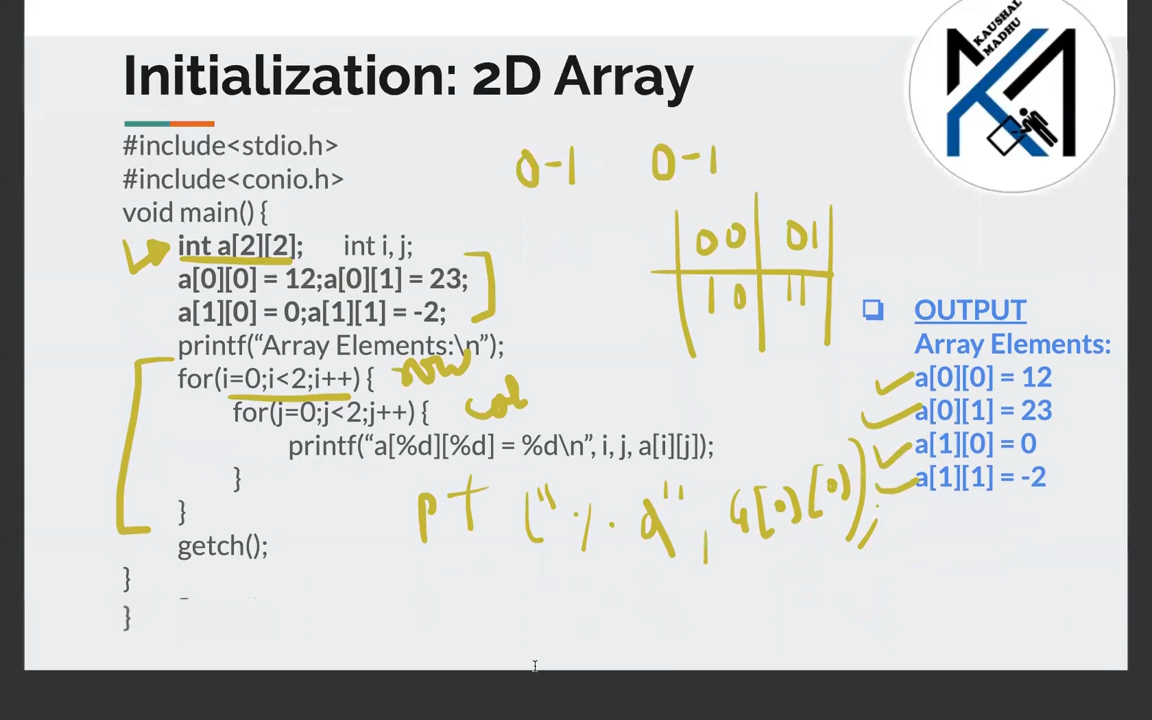 KAUSHAL
MADHU
Initialization: 2D Array
#include<stdio.h>
#include<conio.h>
void main() {
int a[2][2]; int i, j;
a[0][0] = 12;a[0][1] = 23;
a[1][0] = 0;a[1][1] = -2;
printf(“Array Elements:\n”);
for(i=0;i<2;i++) { row
for(j=0;j<2;j++) { col
printf(“a[%d][%d] = %d\n”, i, j, a[i][j]);
}
}
getch();
}
}
0-1 0-1
00 01
10 11
pf ("%d", a[0][0]);
OUTPUT
Array Elements:
a[0][0] = 12
a[0][1] = 23
a[1][0] = 0
a[1][1] = -2